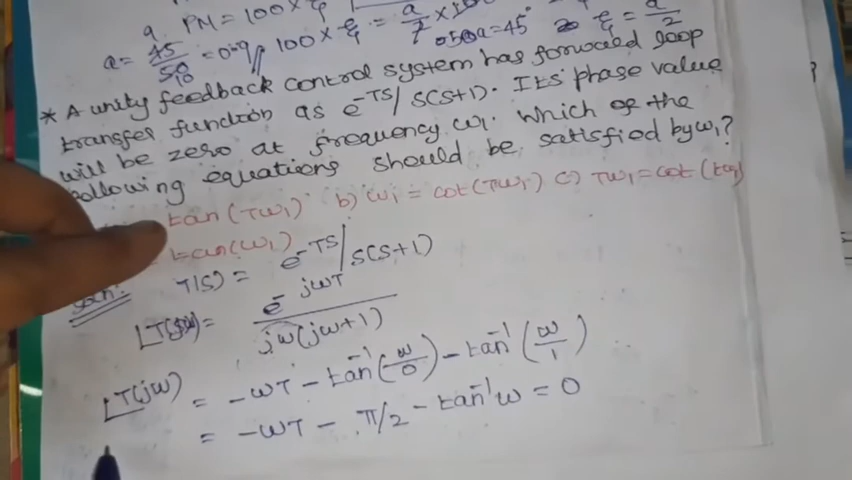 a PM = 100 × ξ
a = 45/50 = 0.9 100 × ξ = a/ × a = 45° ξ = a/2
* A unity feedback control system has forward loop
transfer function as e^-TS/S(S+1). Its phase value
will be zero at frequency ω1. Which of the
following equations should be satisfied by ω1?
tan(Tω1) b) ω1 = cot(Tω1) c) Tω1 = cot(
tan(ω1)
Soln: T(S) = e^-TS/S(S+1)
∠T(jω) = e^-jωT/jω(jω+1)
∠T(jω) = -ωT - tan^-1(ω/0) - tan^-1(ω/1)
= -ωT - π/2 - tan^-1ω = 0